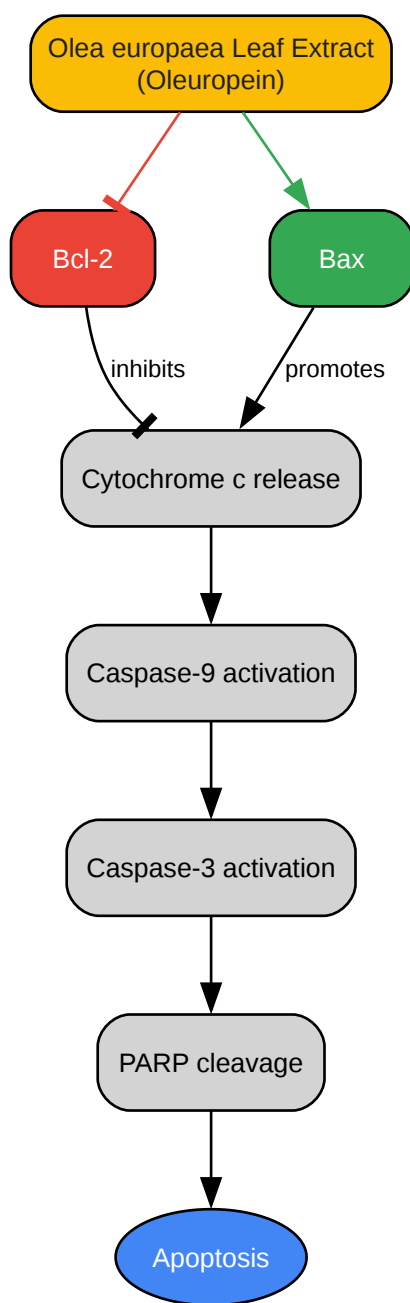 Olea europaea Leaf Extract
(Oleuropein)
Bcl-2
Bax
inhibits
promotes
Cytochrome c release
Caspase-9 activation
Caspase-3 activation
PARP cleavage
Apoptosis